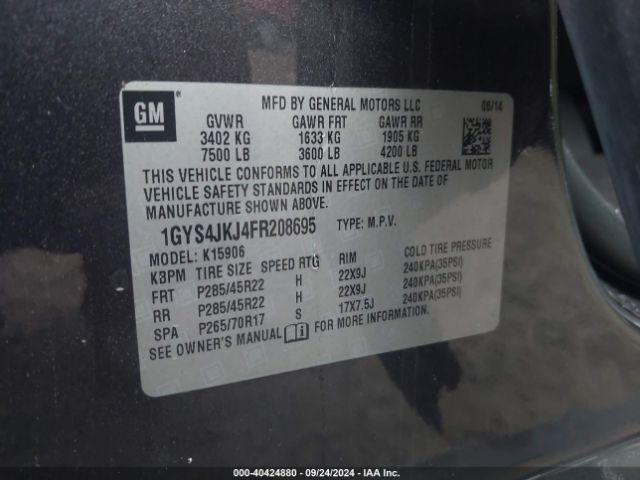 GM
MFD BY GENERAL MOTORS LLC 08/14
GVWR GAWR FRT GAWR RR
3402 KG 1633 KG 1905 KG
7500 LB 3600 LB 4200 LB
THIS VEHICLE CONFORMS TO ALL APPLICABLE U.S. FEDERAL MOTOR
VEHICLE SAFETY STANDARDS IN EFFECT ON THE DATE OF
MANUFACTURE SHOWN ABOVE.
1GYS4JKJ4FR208695 TYPE: M.P.V.
MODEL: K15906
K3PM TIRE SIZE SPEED RTG RIM COLD TIRE PRESSURE
FRT P285/45R22 H 22X9J 240KPA(35PSI)
RR P285/45R22 H 22X9J 240KPA(35PSI)
SPA P265/70R17 S 17X7.5J 240KPA(35PSI)
SEE OWNER'S MANUAL FOR MORE INFORMATION.
000-40424880 - 09/24/2024 - IAA Inc.